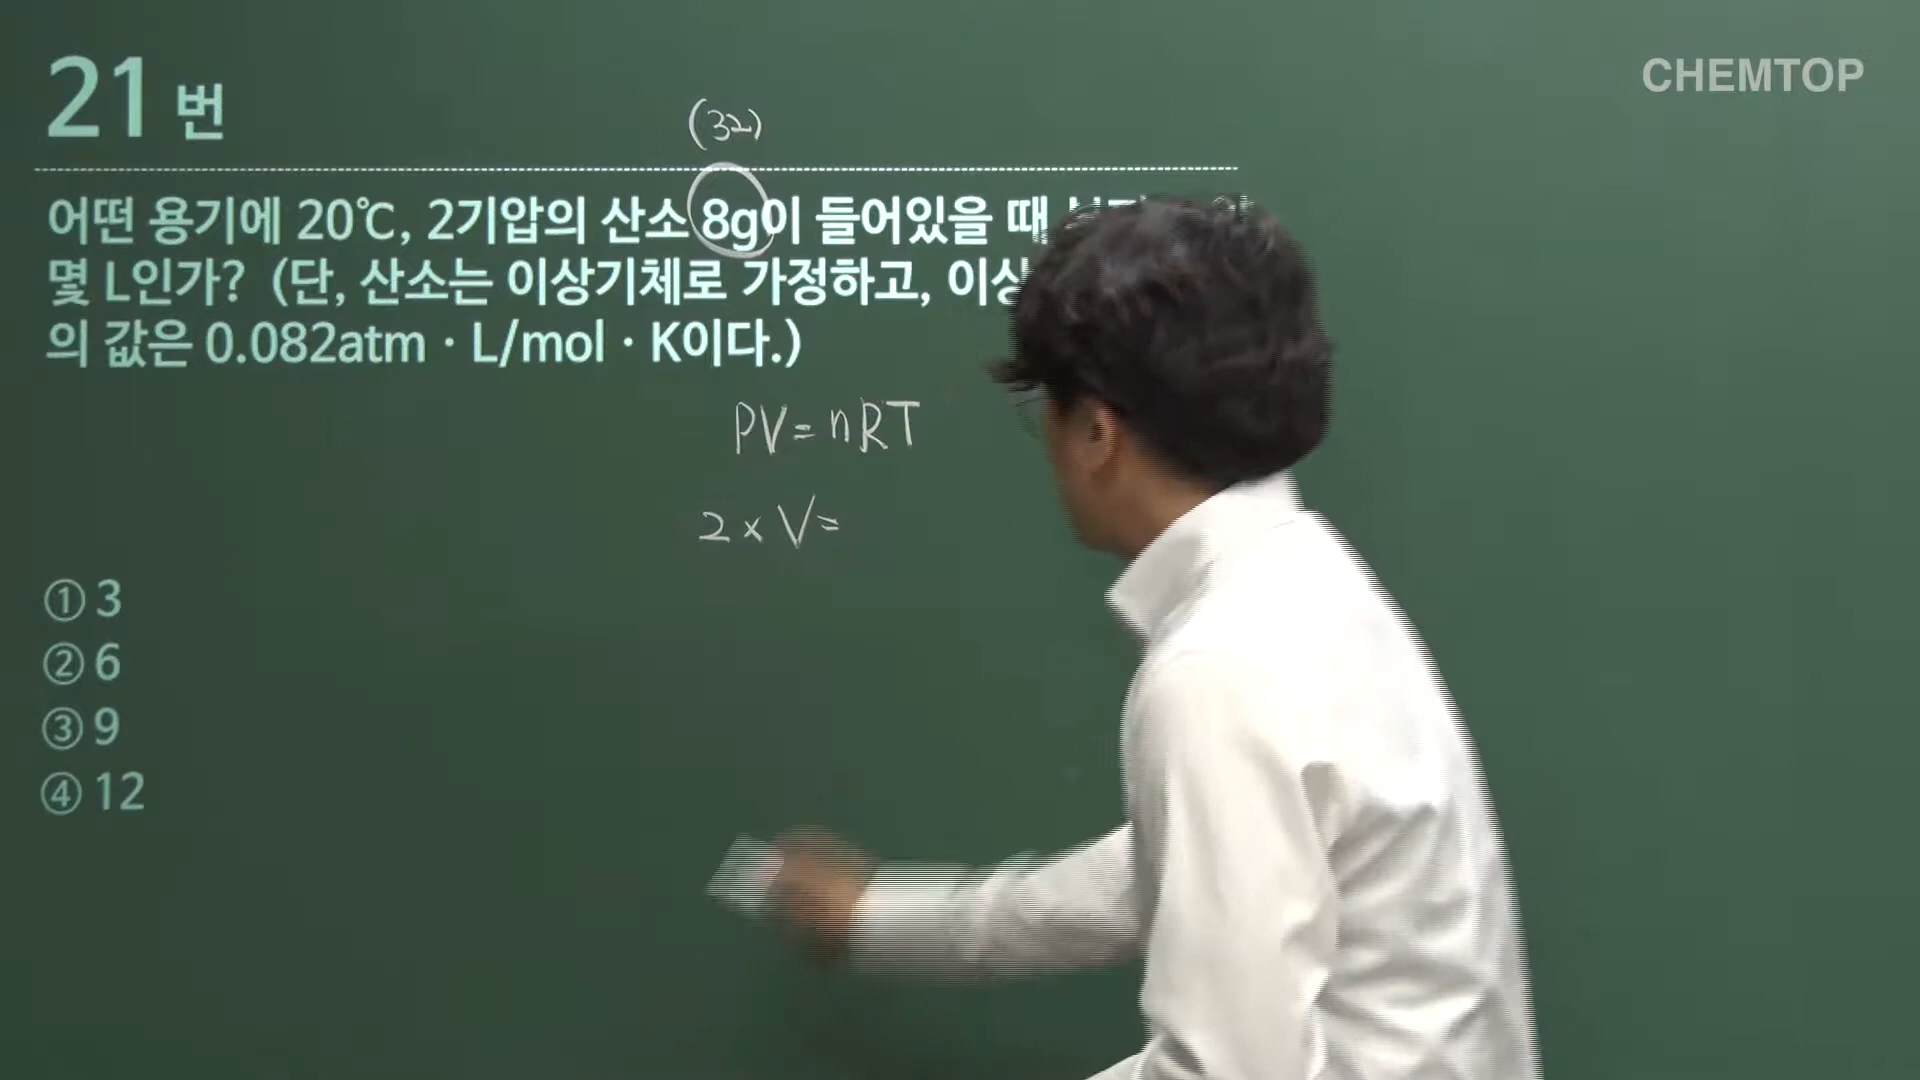 CHEMTOP
21 번
(32)
어떤 용기에 20℃, 2기압의 산소 8g이 들어있을 때
몇 L인가? (단, 산소는 이상기체로 가정하고,
의 값은 0.082atm · L/mol · K이다.)
PV=nRT
2 × V=
① 3
② 6
③ 9
④ 12